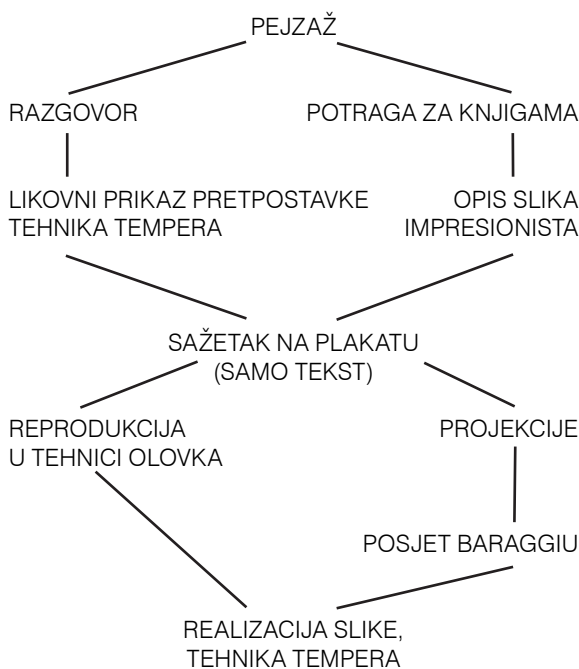 PEJZAŽ
RAZGOVOR
POTRAGA ZA KNJIGAMA
LIKOVNI PRIKAZ PRETPOSTAVKE
TEHNIKA TEMPERA
OPIS SLIKA
IMPRESIONISTA
SAŽETAK NA PLAKATU
(SAMO TEKST)
REPRODUKCIJA
U TEHNICI OLOVKA
PROJEKCIJE
POSJET BARAGGIU
REALIZACIJA SLIKE,
TEHNIKA TEMPERA